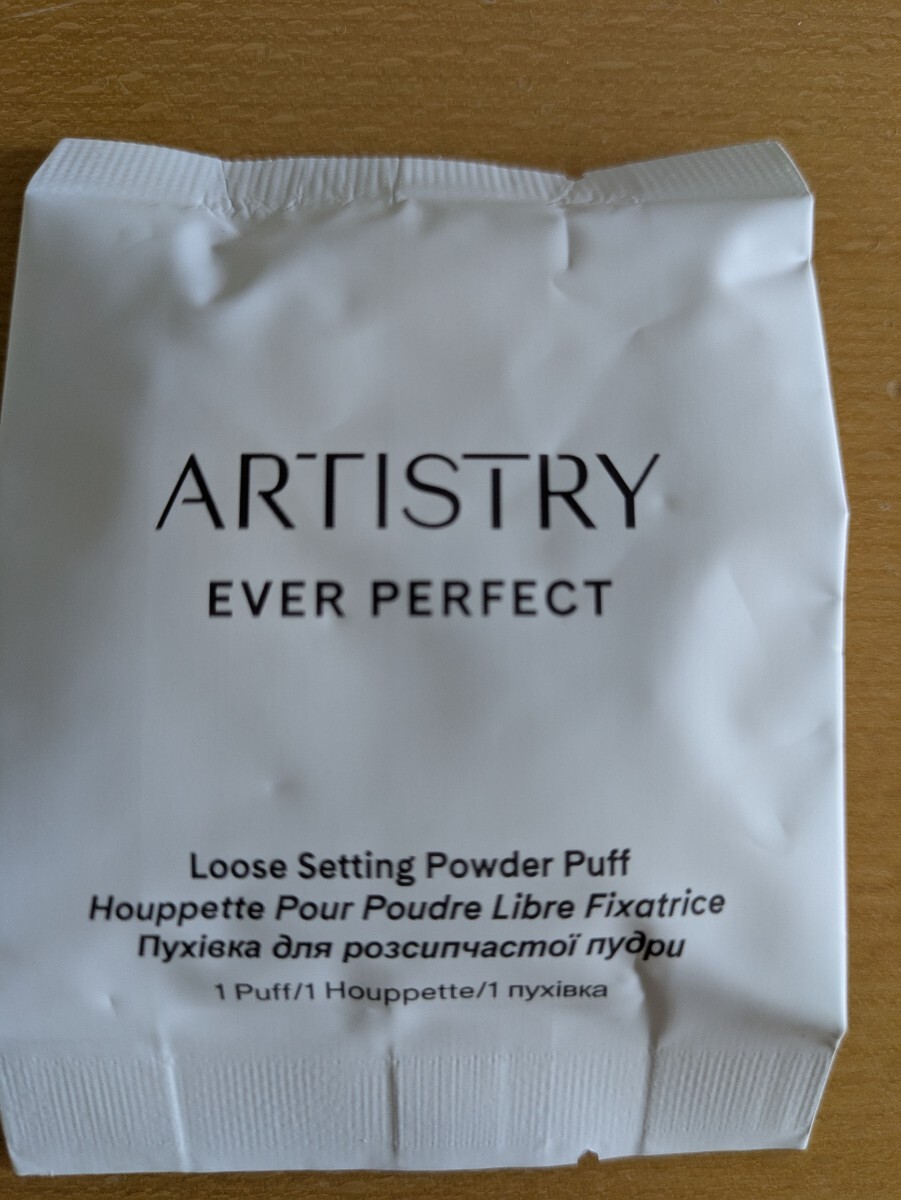 ARTISTRY
EVER PERFECT
Loose Setting Powder Puff
Houppette Pour Poudre Libre Fixatrice
Пухівка для розсипчастої пудри
1 Puff/1 Houppette/1 пухівка